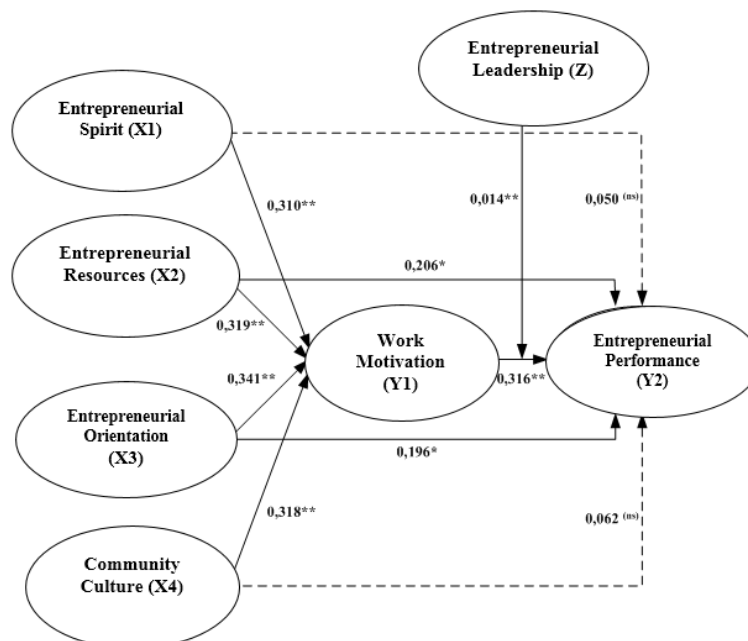 Entrepreneurial
Leadership (Z)
Entrepreneurial
Spirit (X1)
0,310**
0,014**
0,050 (ns)
Entrepreneurial
Resources (X2)
0,206*
0,319**
Work
Motivation
(Y1)
0,316**
Entrepreneurial
Performance
(Y2)
0,341**
Entrepreneurial
Orientation
(X3)
0,196*
0,318**
0,062 (ns)
Community
Culture (X4)